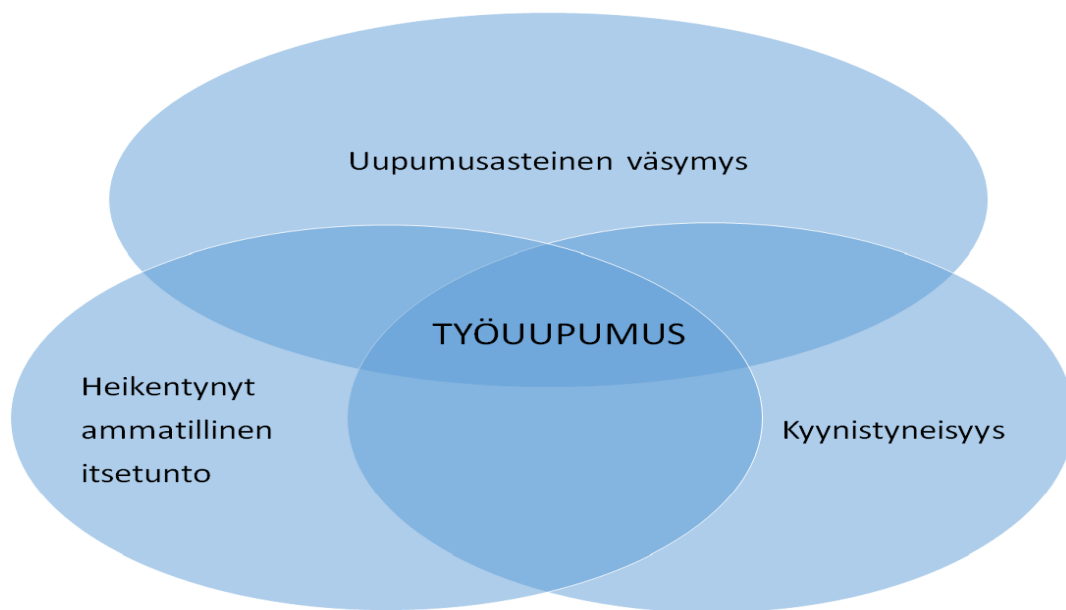 Uupumusasteinen väsymys
TYÖUUPUMUS
Heikentynyt
ammatillinen
itsetunto
Kyynistyneisyys